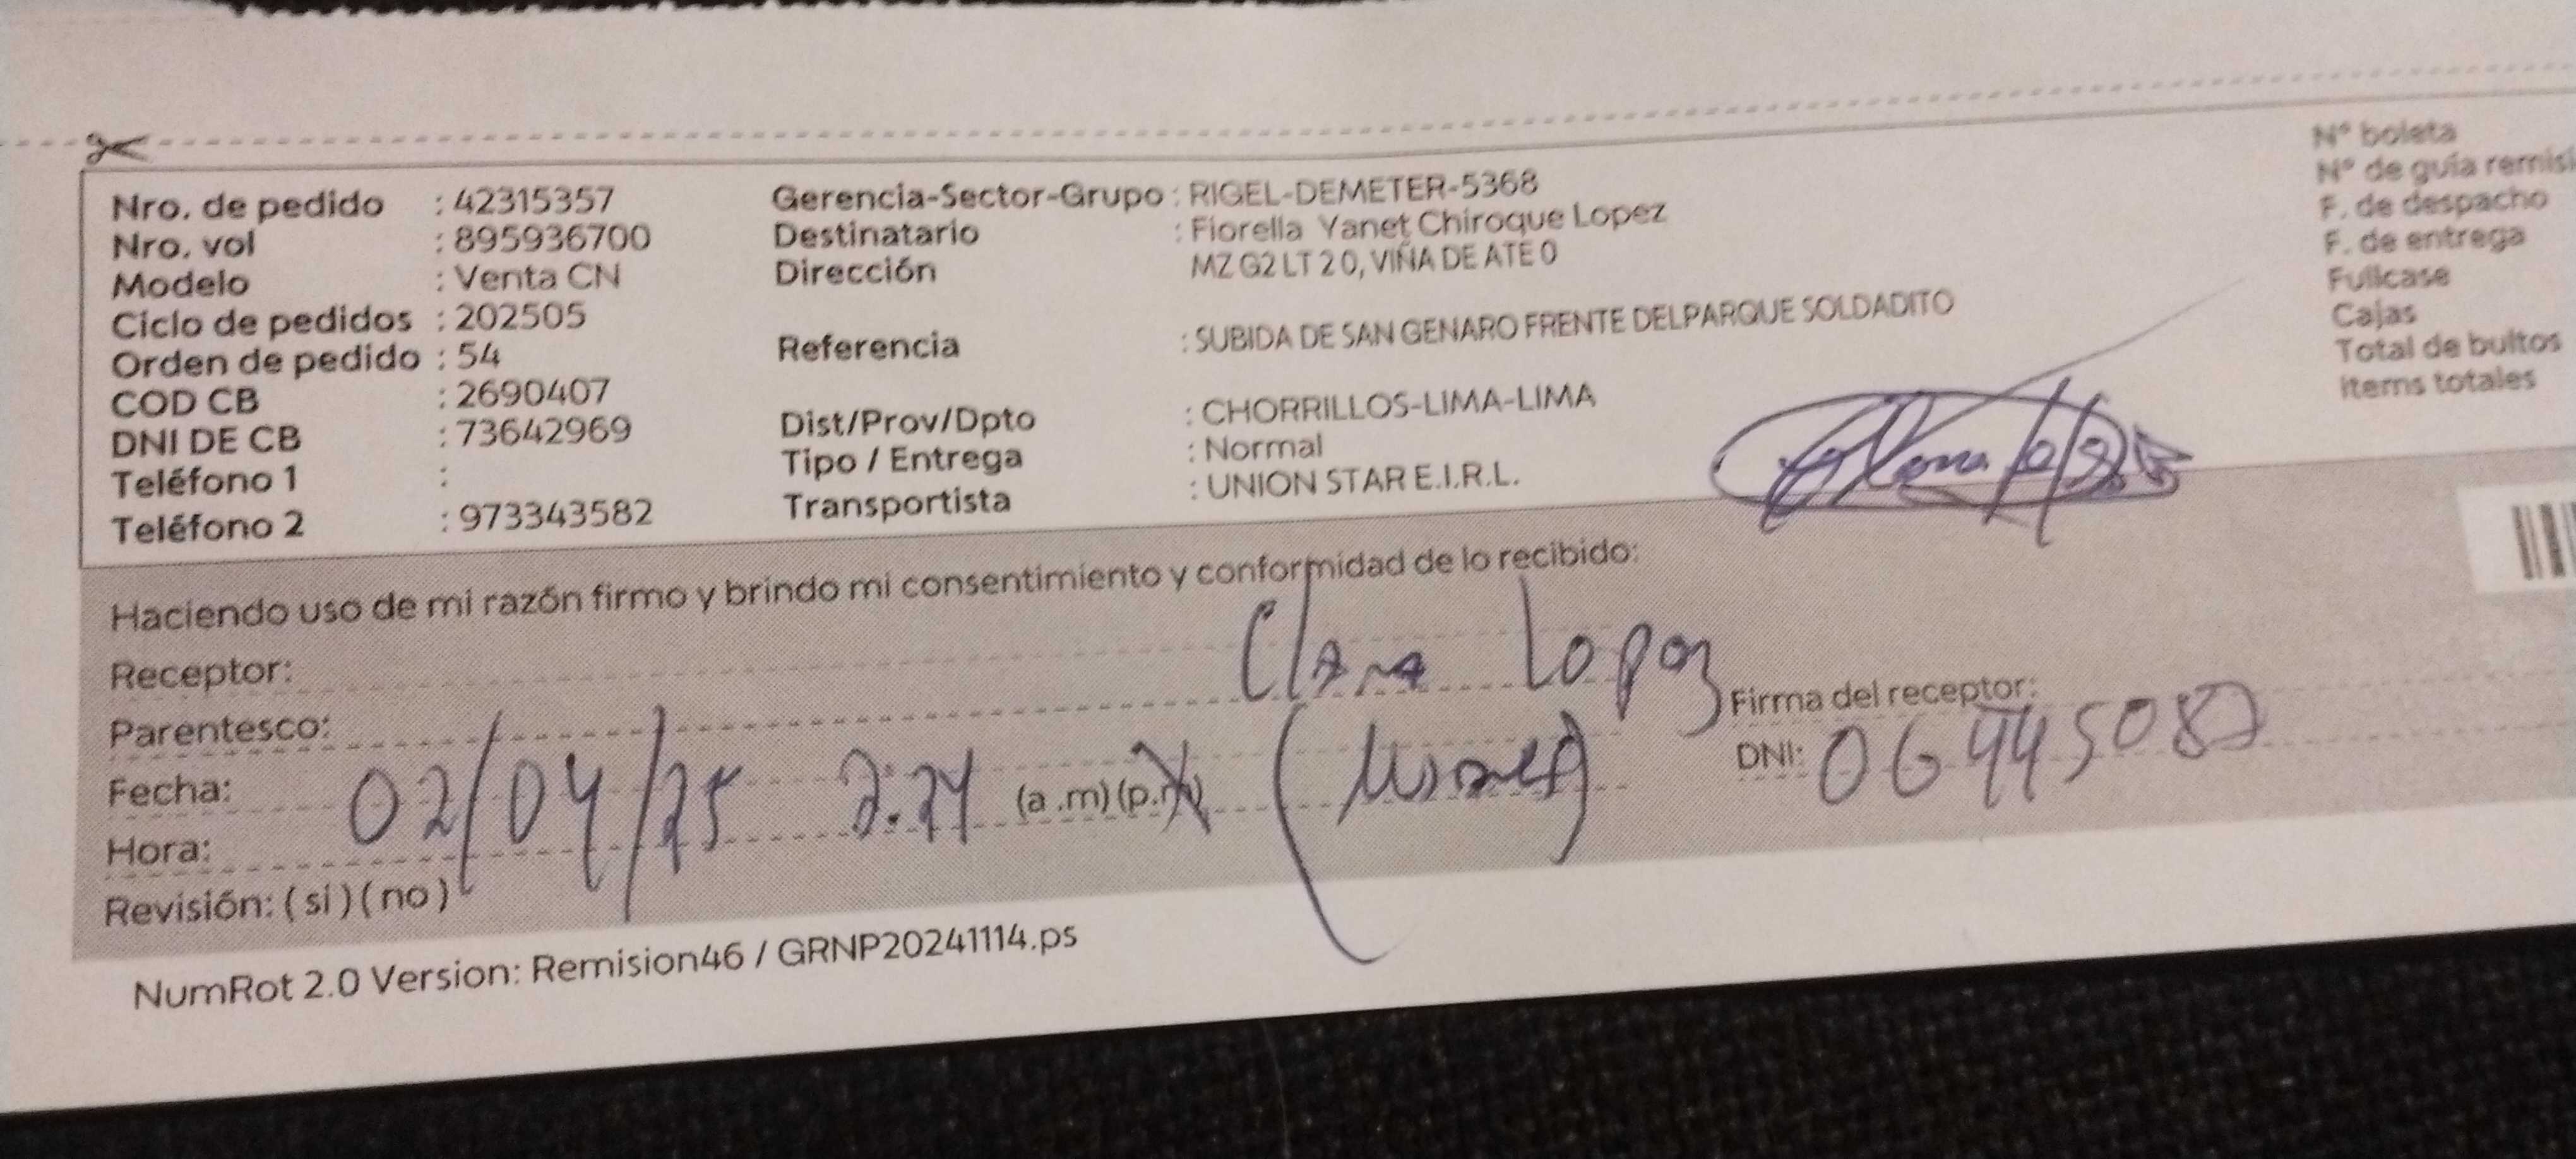 Nro. de pedido : 42315357
Nro. vol : 895936700
Modelo : Venta CN
Ciclo de pedidos : 202505
Orden de pedido : 54
COD CB : 2690407
DNI DE CB : 73642969
Teléfono 1 :
Teléfono 2 : 973343582
Gerencia-Sector-Grupo : RIGEL-DEMETER-5368
Destinatario : Fiorella Yanet Chiroque Lopez
Dirección MZ G2 LT 2 0, VIÑA DE ATE 0
Referencia : SUBIDA DE SAN GENARO FRENTE DELPARQUE SOLDADITO
Dist/Prov/Dpto : CHORRILLOS-LIMA-LIMA
Tipo / Entrega : Normal
Transportista : UNION STAR E.I.R.L.
N° boleta
N° de guía remisi
F. de despacho
F. de entrega
Fullcase
Cajas
Total de bultos
Items totales
Haciendo uso de mi razón firmo y brindo mi consentimiento y conformidad de lo recibido:
Receptor: Lopez
Parentesco:
Firma del receptor:
Fecha: 02/04/25 2:24 (a .m) (p.m)
DNI:
Hora:
Revisión: ( si ) ( no )
NumRot 2.0 Version: Remision46 / GRNP20241114.ps